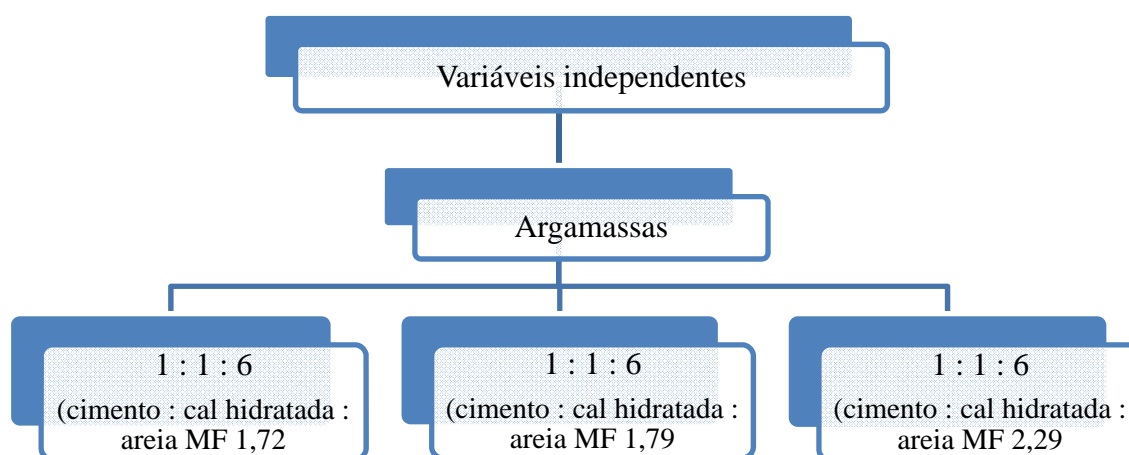 Variáveis independentes
Argamassas
1 : 1 : 6
(cimento : cal hidratada :
areia MF 1,72
1 : 1 : 6
(cimento : cal hidratada :
areia MF 1,79
1 : 1 : 6
(cimento : cal hidratada :
areia MF 2,29